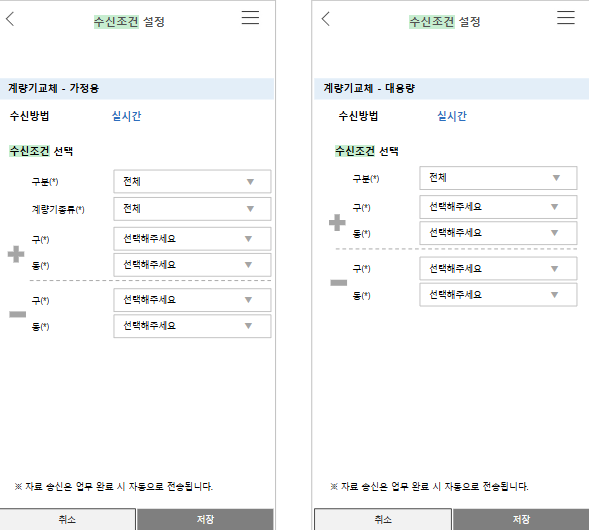 수신조건 설정
계량기교체 - 가정용
수신방법 실시간
수신조건 선택
구분(*) 전체
계량기종류(*) 전체
구(*) 선택해주세요
동(*) 선택해주세요
구(*) 선택해주세요
동(*) 선택해주세요
※ 자료 송신은 업무 완료 시 자동으로 전송됩니다.
취소 저장
수신조건 설정
계량기교체 - 대용량
수신방법 실시간
수신조건 선택
구분(*) 전체
구(*) 선택해주세요
동(*) 선택해주세요
구(*) 선택해주세요
동(*) 선택해주세요
※ 자료 송신은 업무 완료 시 자동으로 전송됩니다.
취소 저장